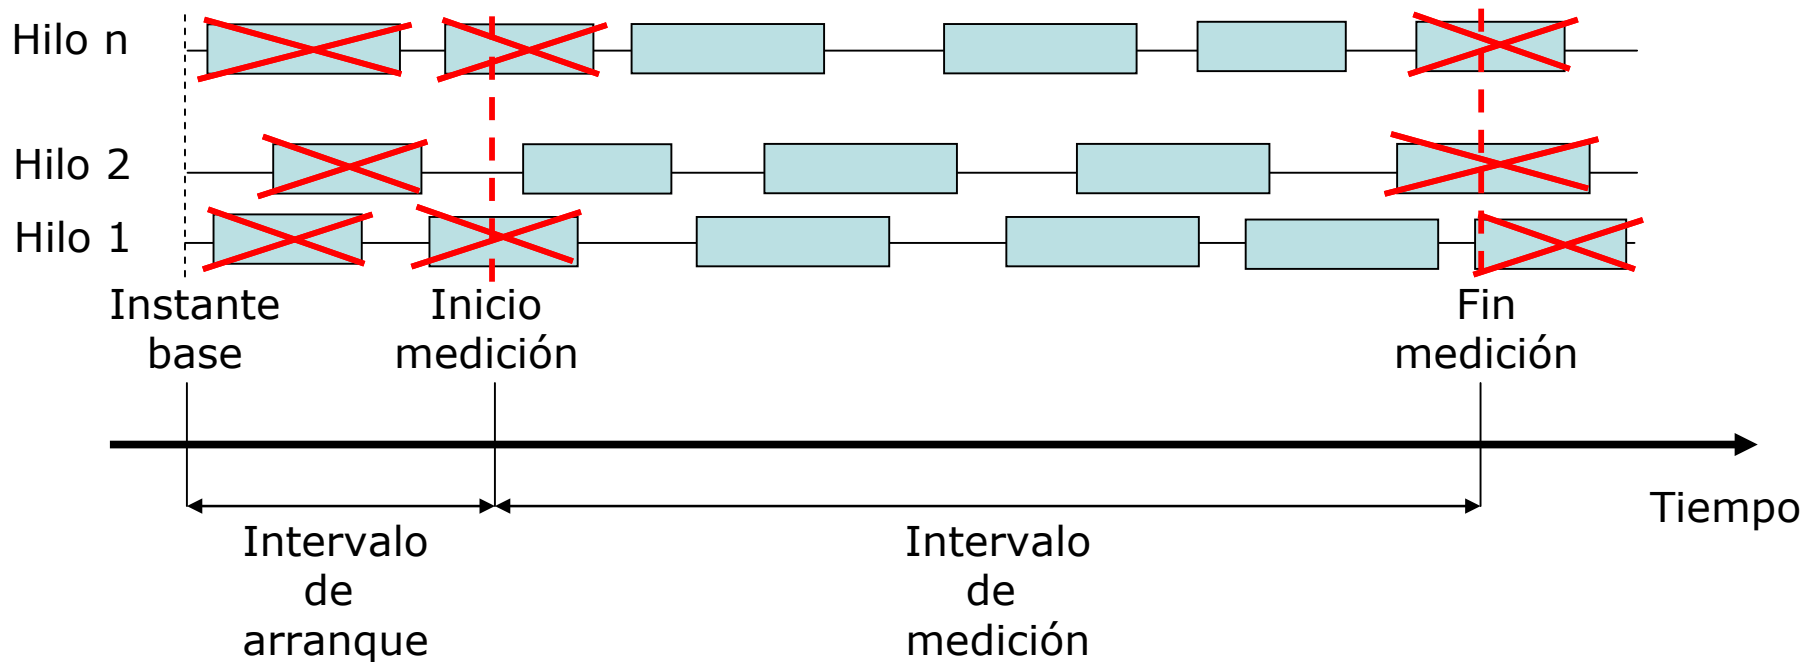 Hilo n
Hilo 2
Hilo 1
Instante
base
Inicio
medición
Fin
medición
Tiempo
Intervalo
de
arranque
Intervalo
de
medición